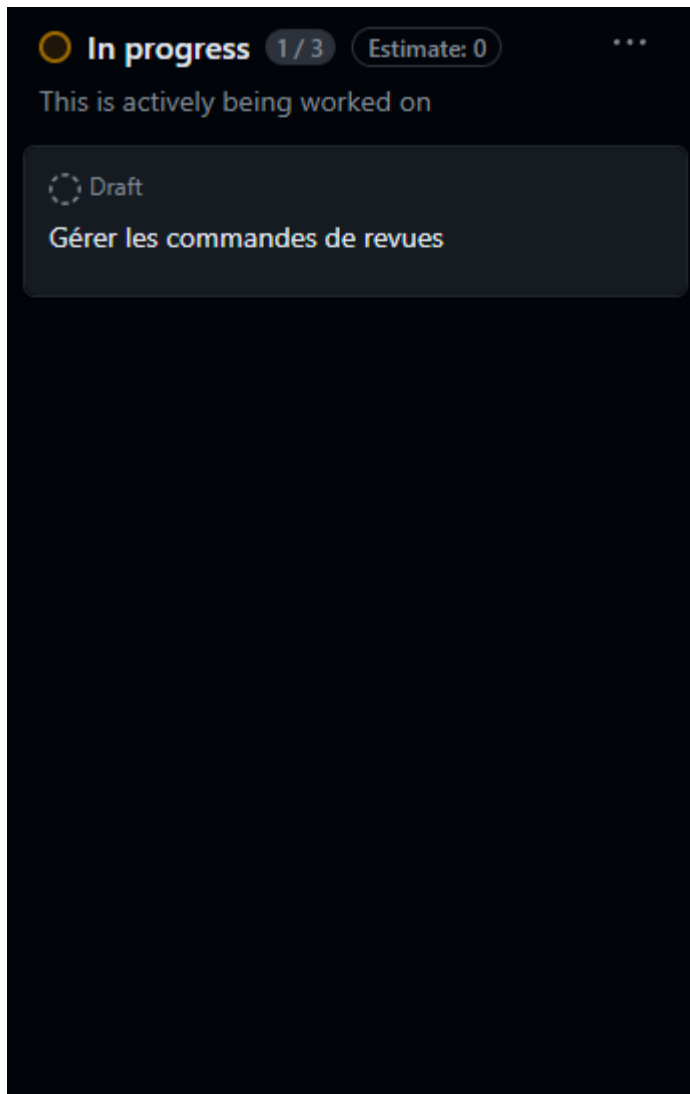 In progress 1 / 3 Estimate: 0
This is actively being worked on
Draft
Gérer les commandes de revues